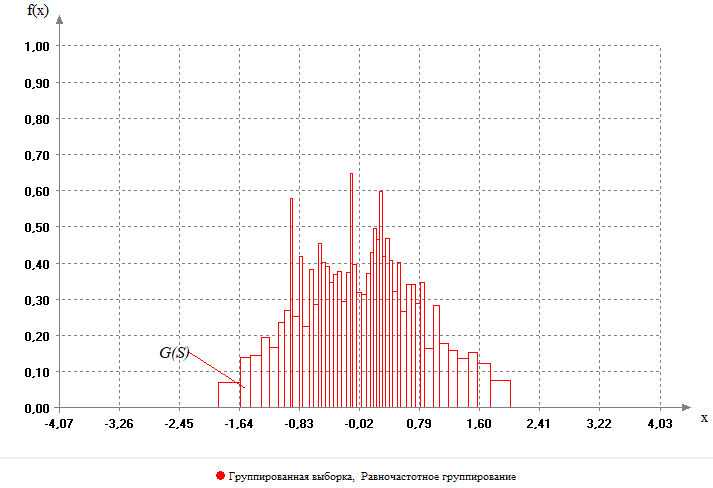 f(x)
1,00
0,90
0,80
0,70
0,60
0,50
0,40
0,30
0,20
G(S)
0,10
0,00
-4,07 -3,26 -2,45 -1,64 -0,83 -0,02 0,79 1,60 2,41 3,22 4,03 x
Группированная выборка, Равночастотное группирование